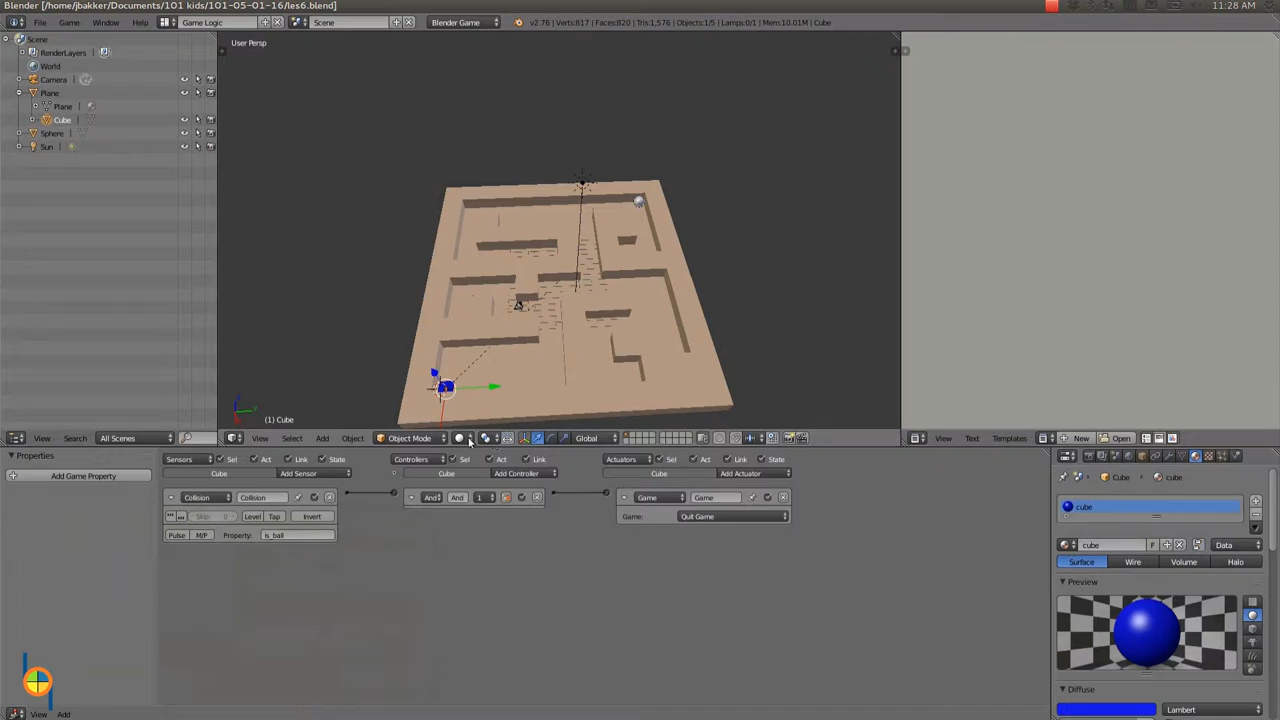 Blender [/home/jbakker/Documents/101 kids/101-05-01-16/les6.blend]
11:28 AM
File Render Window Help Game Logic Scene Blender Game v2.76 | Verts:817 | Faces:820 | Tris:1,576 | Objects:1/5 | Lamps:0/1 | Mem:10.01M | Cube
Scene
RenderLayers
World
Camera
Plane
Plane
Cube
Sphere
Sun
User Persp
(1) Cube
View Search All Scenes
View Select Add Object Object Mode Global
View Text Edit Format Templates New Open
Properties
Add Game Property
Sensors Sel Act Link State
Cube Add Sensor
Collision Collision
Skip: 0 Level Tap Invert
Pulse M/P Property: is_ball
Controllers Sel Act Link
Cube Add Controller
And And 1
Actuators Sel Act Link State
Cube Add Actuator
Game Game
Game: Quit Game
Cube cube
cube
cube F Data
Surface Wire Volume Halo
Preview
Diffuse
Lambert
View Add